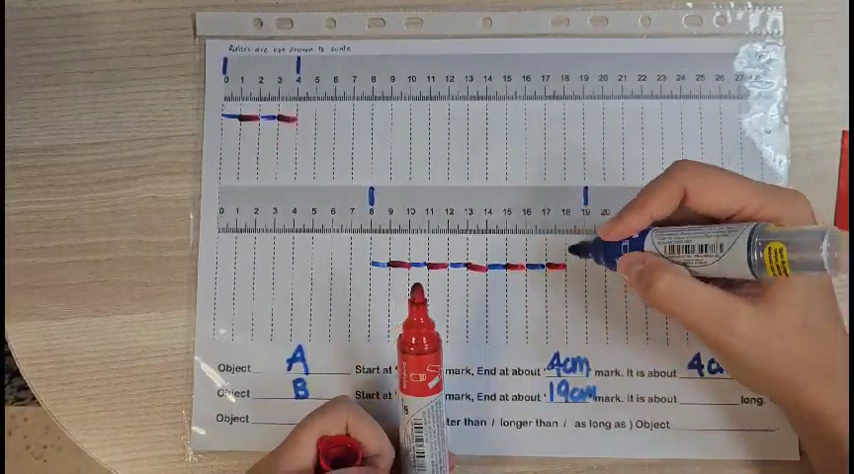 Rulers are not drawn to scale
0 1 2 3 4 5 6 7 8 9 10 11 12 13 14 15 16 17 18 19 20 21 22 23 24 25 26 27
0 1 2 3 4 5 6 7 8 9 10 11 12 13 14 15 16 17 18 19 20
Object A Start at mark, End at about 4cm mark. It is about 4c
Object B Start at mark, End at about 19cm mark. It is about long.
Object ter than / longer than / as long as ) Object